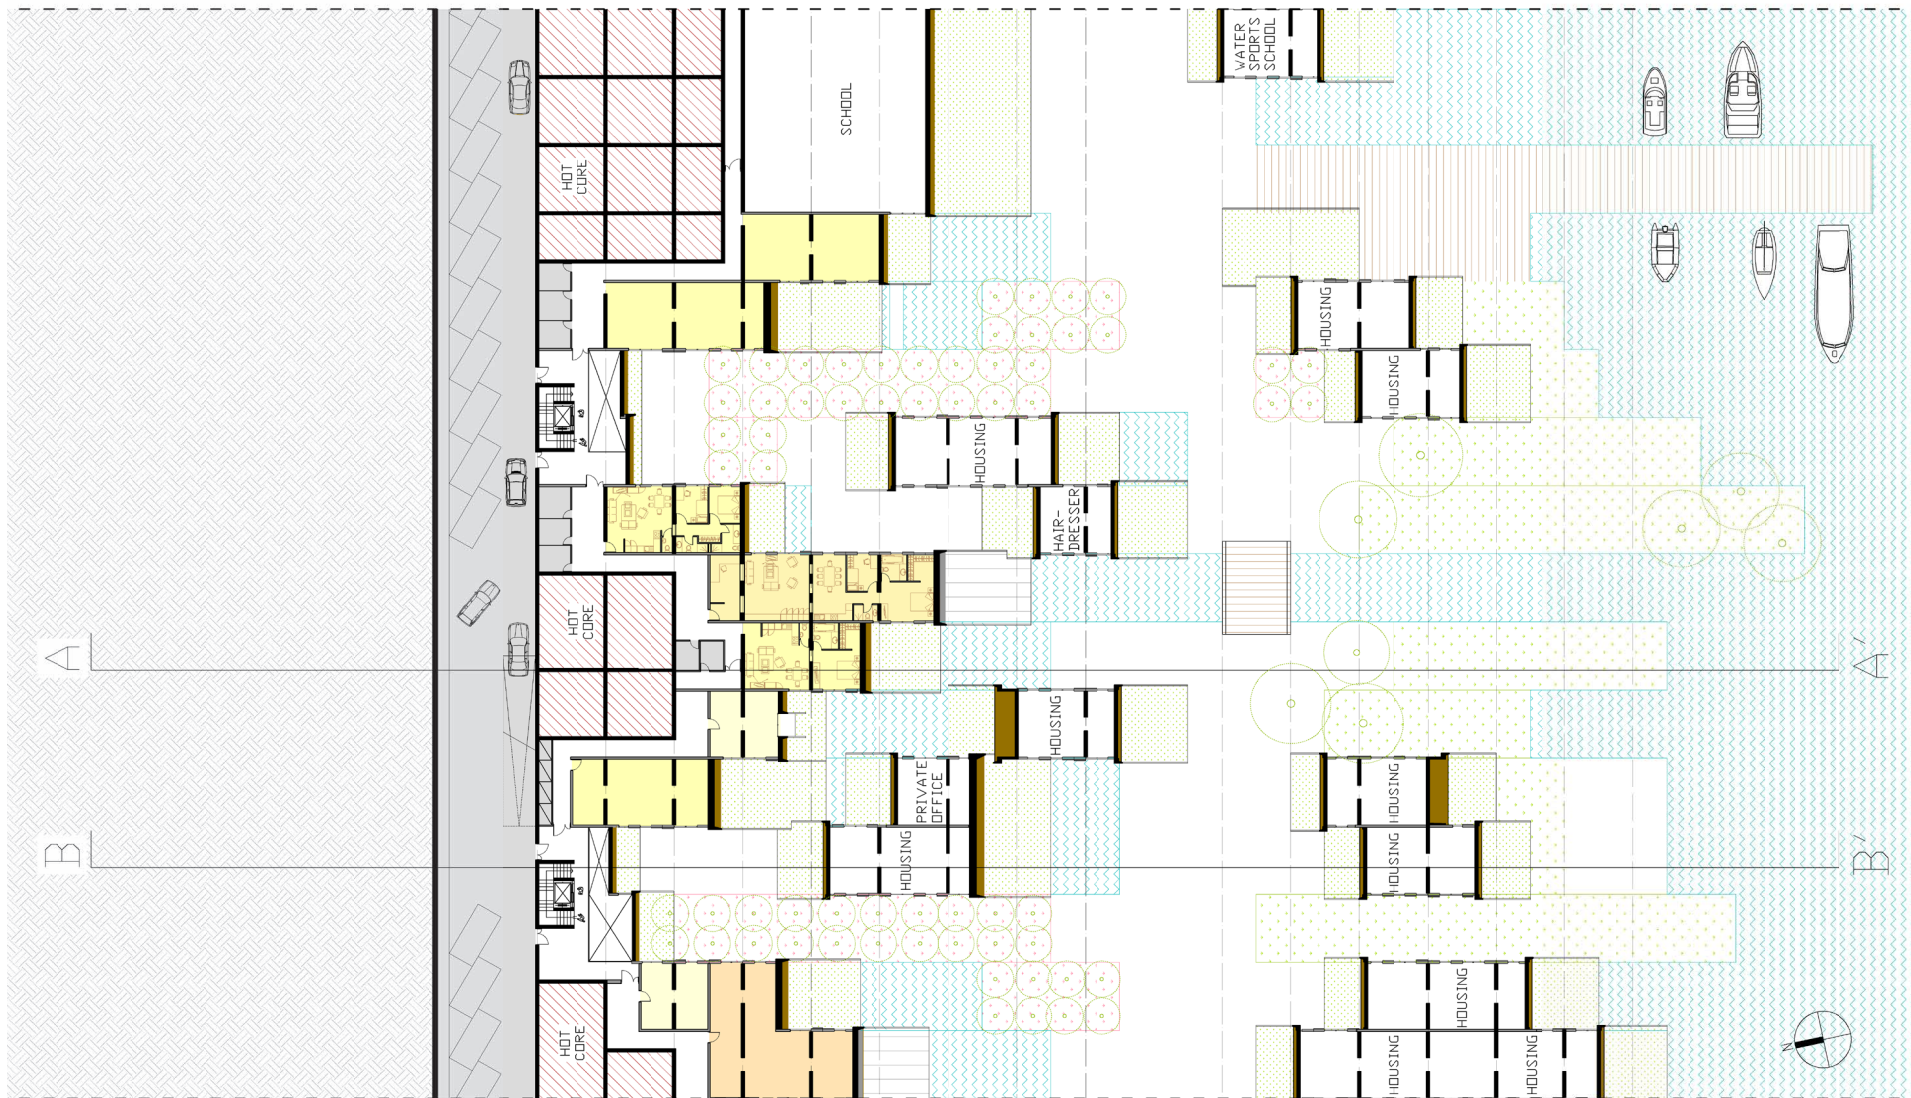 WATER
SPORTS
SCHOOL
SCHOOL
HOT
CORE
HOUSING
HOUSING
HOUSING
HAIR-
DRESSER
HOT
CORE
A
A'
HOUSING
PRIVATE
OFFICE
HOUSING
B
HOUSING
HOUSING
B'
HOUSING
HOT
CORE
HOUSING
HOUSING
N